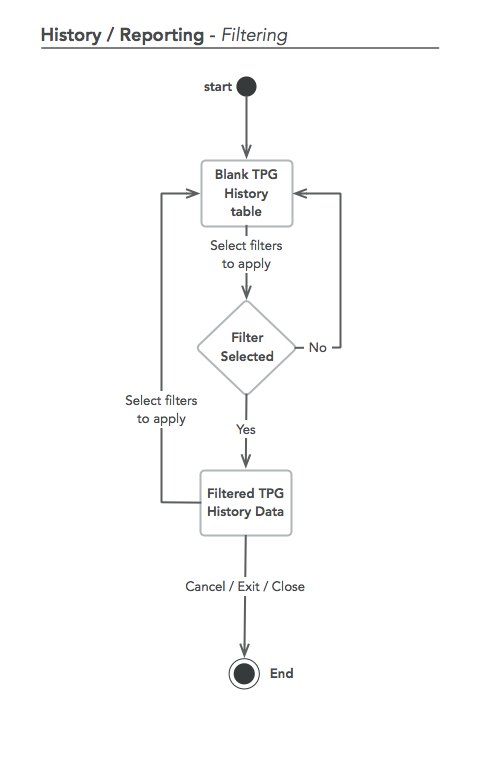 History / Reporting - Filtering
start
Blank TPG
History
table
Select filters
to apply
Filter
Selected
No
Select filters
to apply
Yes
Filtered TPG
History Data
Cancel / Exit / Close
End